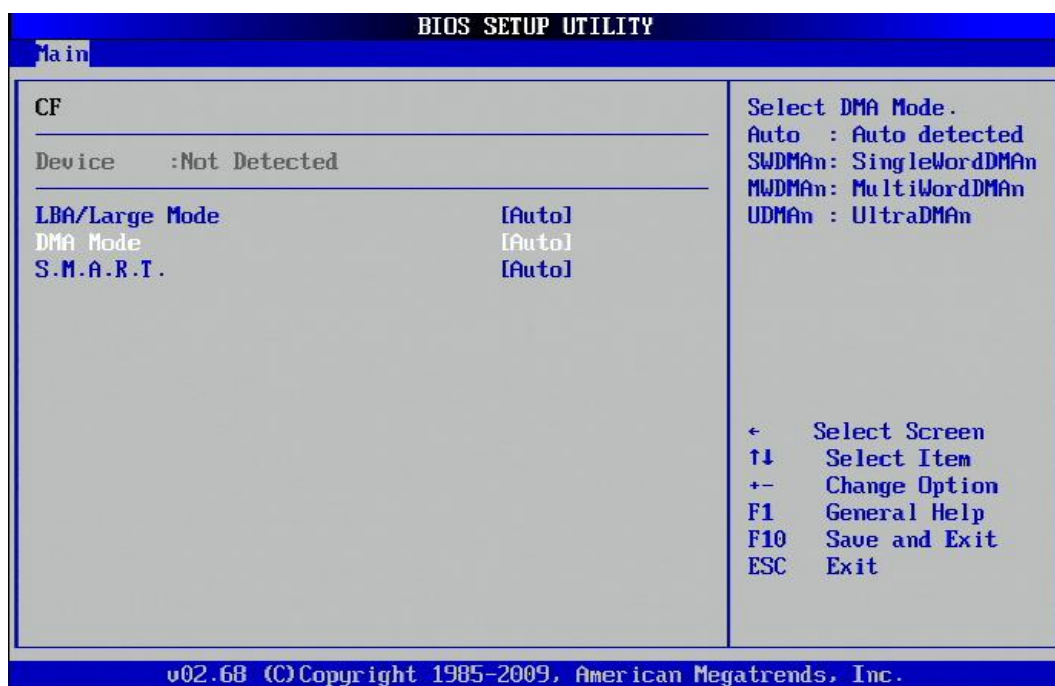 BIOS SETUP UTILITY
Main
CF
Device :Not Detected
LBA/Large Mode [Auto]
DMA Mode [Auto]
S.M.A.R.T. [Auto]
Select DMA Mode.
Auto : Auto detected
SWDMAn: SingleWordDMAn
MWDMAn: MultiWordDMAn
UDMAn : UltraDMAn
← Select Screen
↑↓ Select Item
+- Change Option
F1 General Help
F10 Save and Exit
ESC Exit
v02.68 (C)Copyright 1985-2009, American Megatrends, Inc.